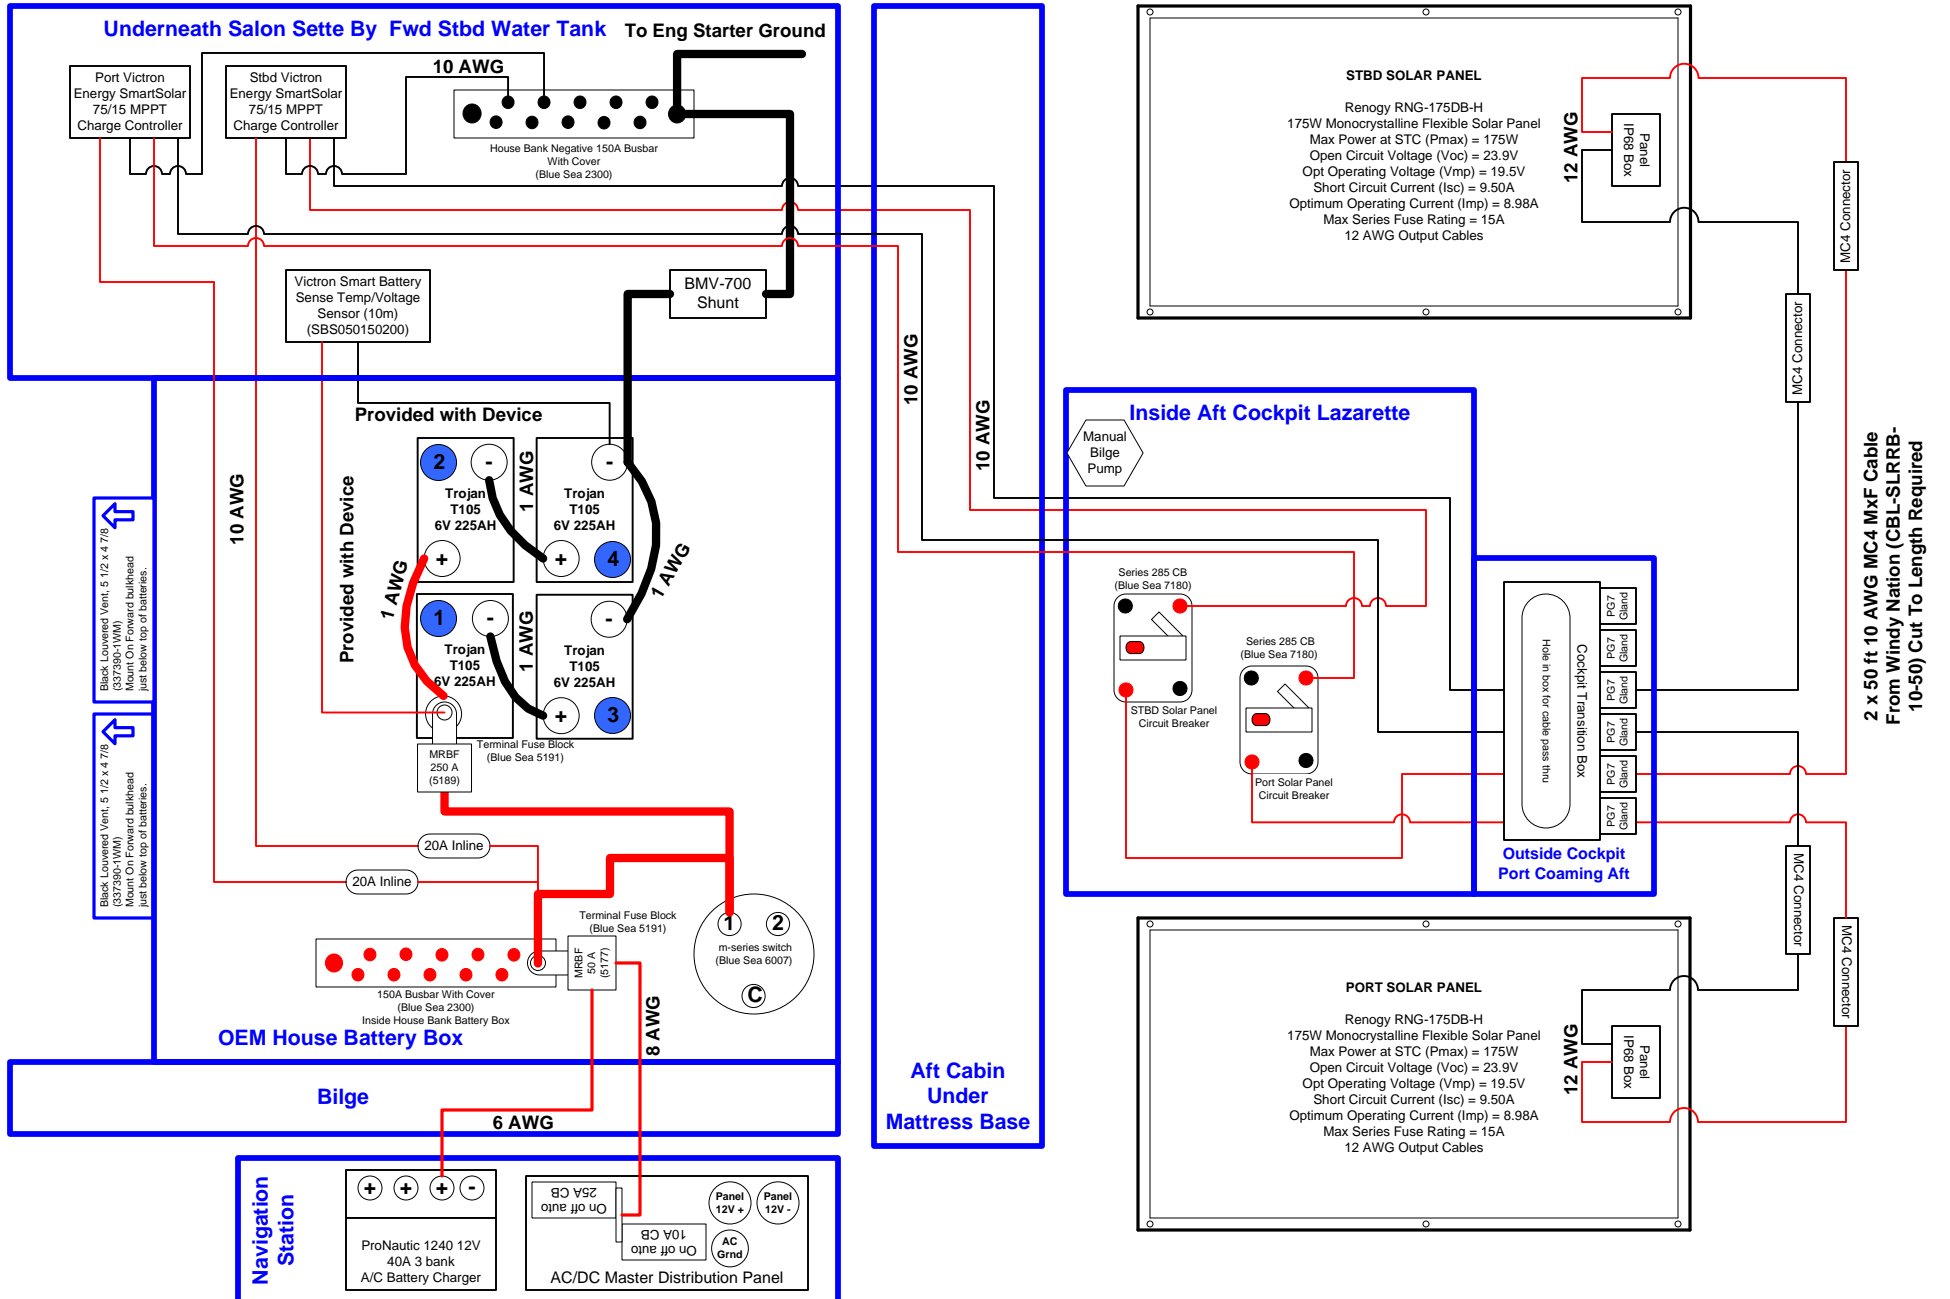 Underneath Salon Sette By Fwd Stbd Water Tank
To Eng Starter Ground
Port Victron
Energy SmartSolar
75/15 MPPT
Charge Controller
Stbd Victron
Energy SmartSolar
75/15 MPPT
Charge Controller
10 AWG
House Bank Negative 150A Busbar
With Cover
(Blue Sea 2300)
Victron Smart Battery
Sense Temp/Voltage
Sensor (10m)
(SBS050150200)
BMV-700
Shunt
Provided with Device
Provided with Device
10 AWG
2
-
Trojan
T105
6V 225AH
+
1 AWG
-
Trojan
T105
6V 225AH
+
4
1 AWG
1 AWG
1
-
Trojan
T105
6V 225AH
1 AWG
-
Trojan
T105
6V 225AH
+
3
MRBF
250 A
(5189)
Terminal Fuse Block
(Blue Sea 5191)
Black Louvered Vent, 5 1/2 x 4 7/8
(337390-1WM)
Mount On Forward bulkhead
just below top of batteries.
Black Louvered Vent, 5 1/2 x 4 7/8
(337390-1WM)
Mount On Forward bulkhead
just below top of batteries.
20A Inline
20A Inline
Terminal Fuse Block
(Blue Sea 5191)
MRBF
50 A
(5177)
1
2
m-series switch
(Blue Sea 6007)
C
150A Busbar With Cover
(Blue Sea 2300)
Inside House Bank Battery Box
OEM House Battery Box
8 AWG
Bilge
6 AWG
Navigation
Station
+
+
+
-
ProNautic 1240 12V
40A 3 bank
A/C Battery Charger
On off auto
25A CB
On off auto
10A CB
Panel
12V +
Panel
12V -
AC
Grnd
AC/DC Master Distribution Panel
10 AWG
10 AWG
Aft Cabin
Under
Mattress Base
Inside Aft Cockpit Lazarette
Manual
Bilge
Pump
Series 285 CB
(Blue Sea 7180)
STBD Solar Panel
Circuit Breaker
Series 285 CB
(Blue Sea 7180)
Port Solar Panel
Circuit Breaker
Cockpit Transition Box
Hole in box for cable pass thru
PG7
Gland
PG7
Gland
PG7
Gland
PG7
Gland
PG7
Gland
PG7
Gland
Outside Cockpit
Port Coaming Aft
STBD SOLAR PANEL
Renogy RNG-175DB-H
175W Monocrystalline Flexible Solar Panel
Max Power at STC (Pmax) = 175W
Open Circuit Voltage (Voc) = 23.9V
Opt Operating Voltage (Vmp) = 19.5V
Short Circuit Current (Isc) = 9.50A
Optimum Operating Current (Imp) = 8.98A
Max Series Fuse Rating = 15A
12 AWG Output Cables
12 AWG
Panel
IP68 Box
MC4 Connector
MC4 Connector
2 x 50 ft 10 AWG MC4 MxF Cable
From Windy Nation (CBL-SLRRB-
10-50) Cut To Length Required
MC4 Connector
MC4 Connector
PORT SOLAR PANEL
Renogy RNG-175DB-H
175W Monocrystalline Flexible Solar Panel
Max Power at STC (Pmax) = 175W
Open Circuit Voltage (Voc) = 23.9V
Opt Operating Voltage (Vmp) = 19.5V
Short Circuit Current (Isc) = 9.50A
Optimum Operating Current (Imp) = 8.98A
Max Series Fuse Rating = 15A
12 AWG Output Cables
12 AWG
Panel
IP68 Box